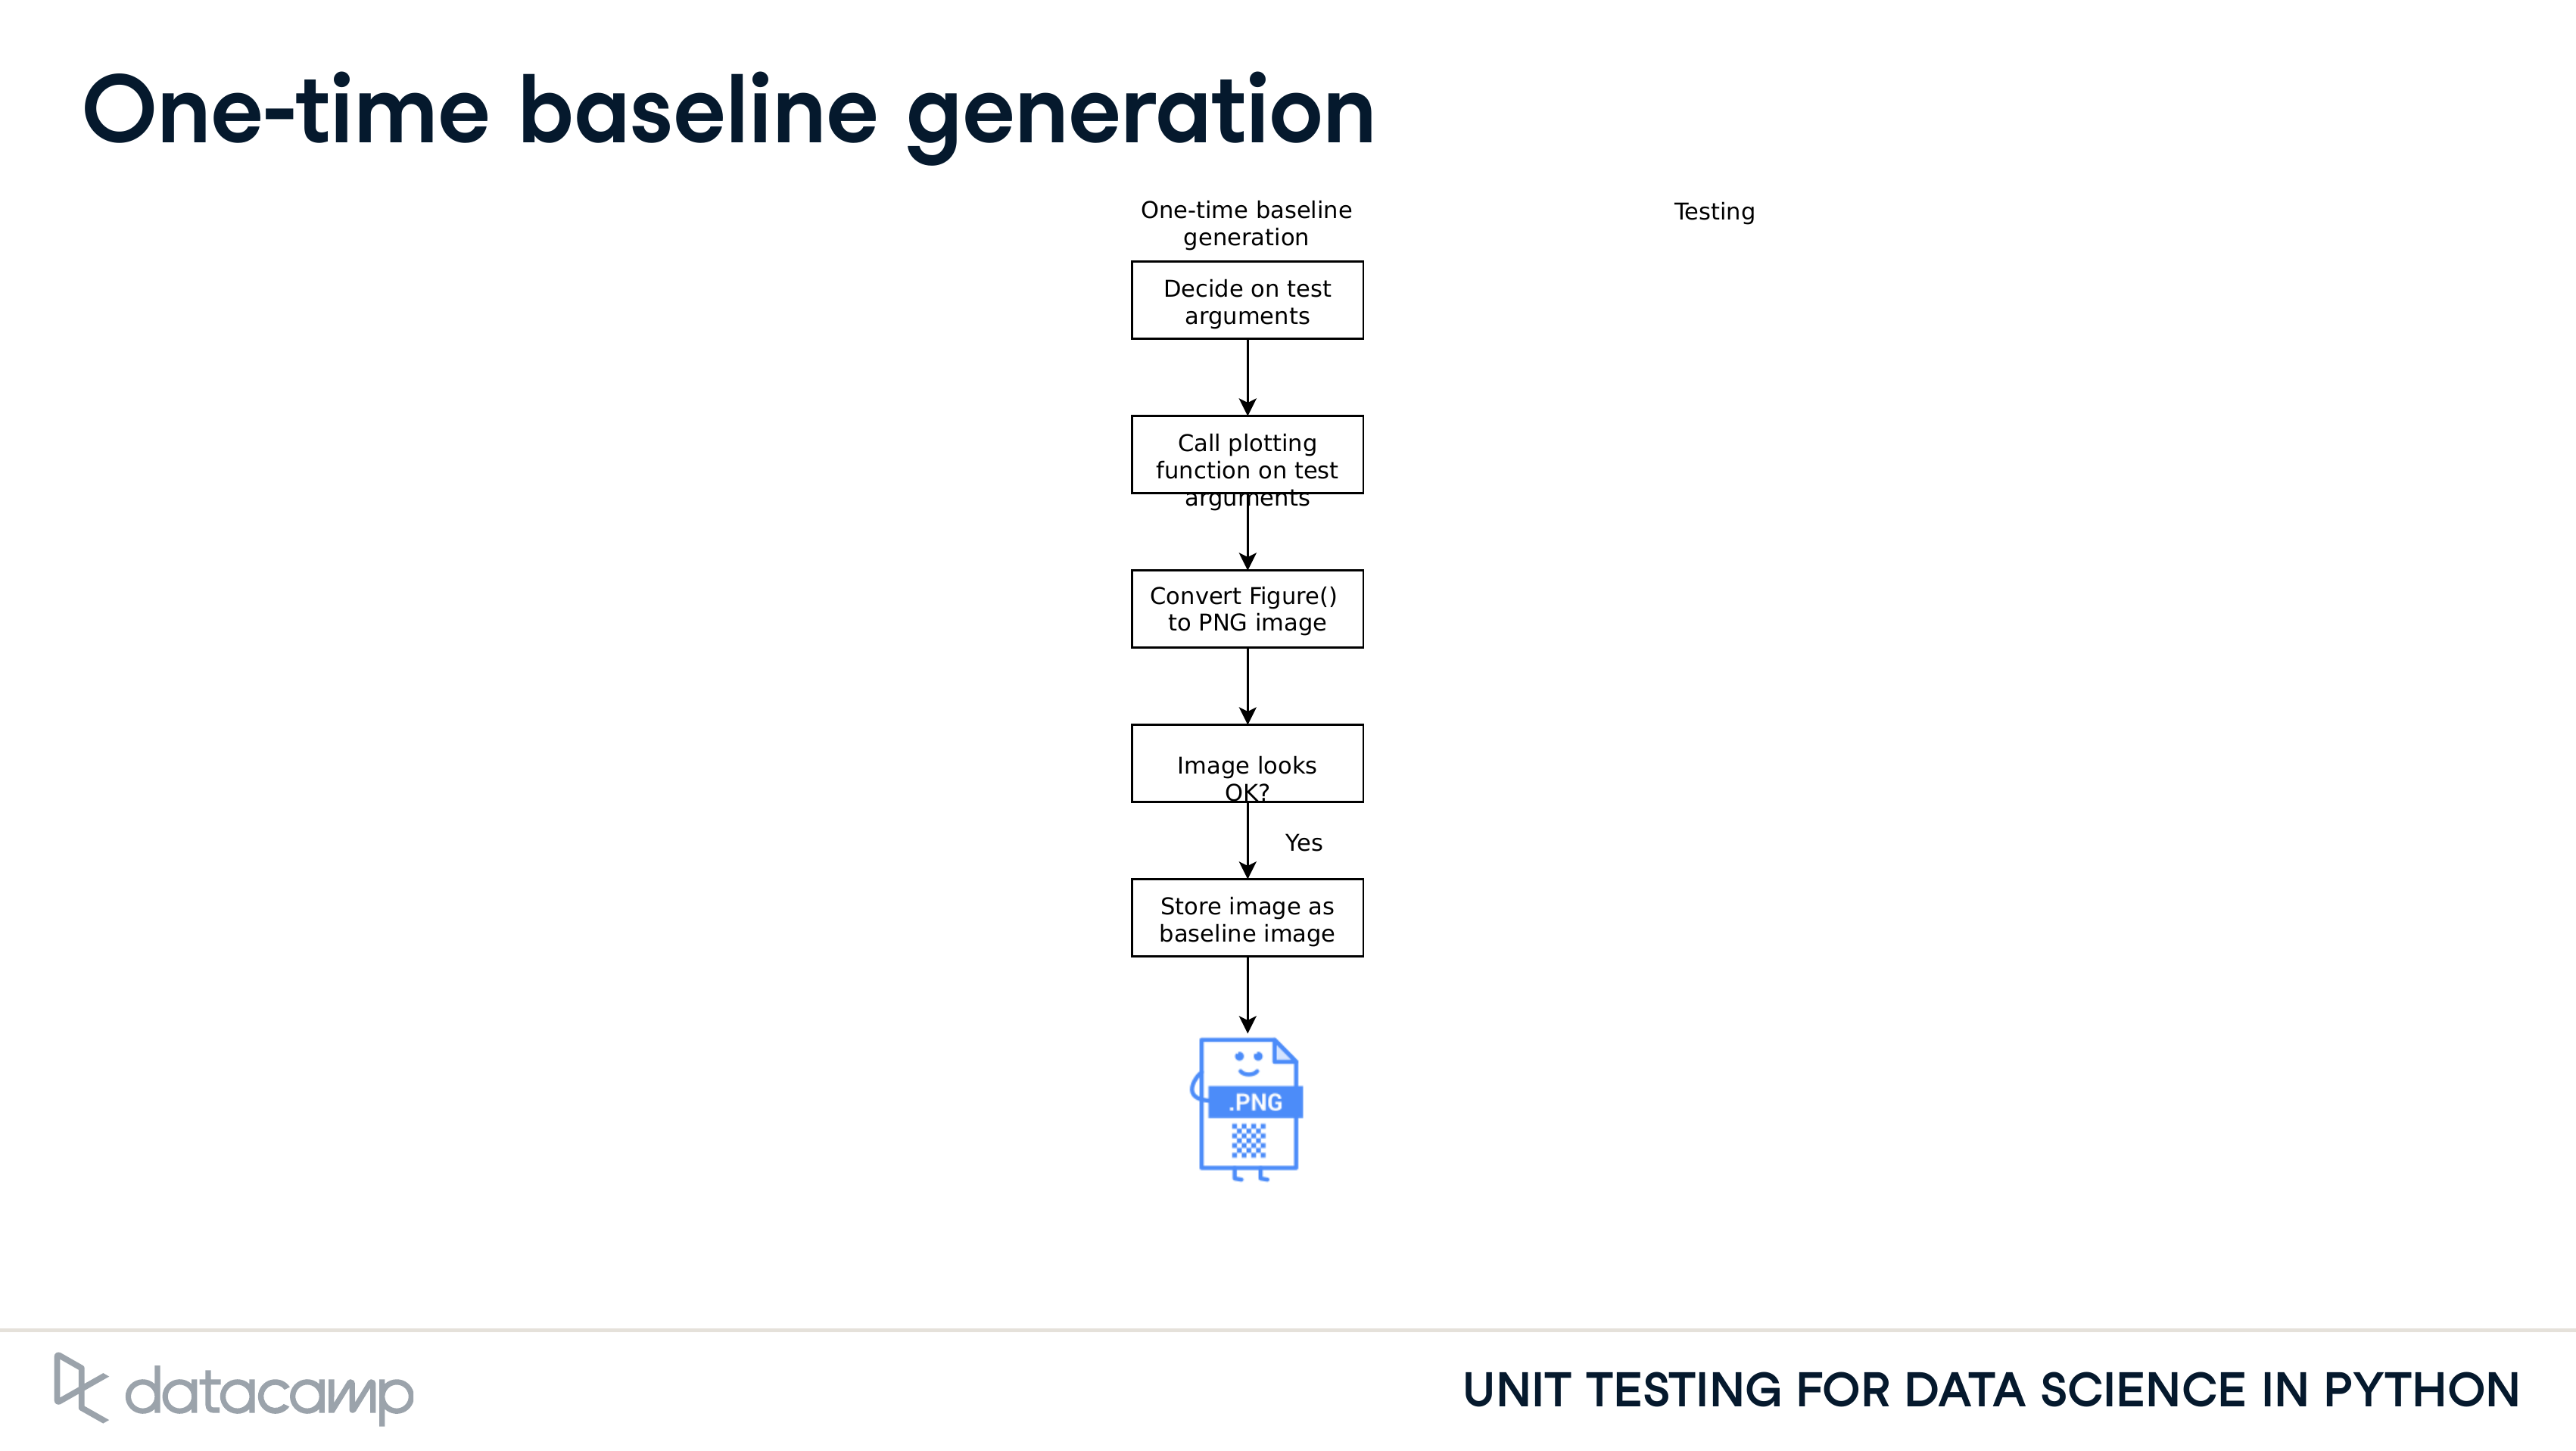 One-time baseline generation
One-time baseline
generation
Testing
Decide on test
arguments
Call plotting
function on test
arguments
Convert Figure()
to PNG image
Image looks
OK?
Yes
Store image as
baseline image
.PNG
datacamp
UNIT TESTING FOR DATA SCIENCE IN PYTHON